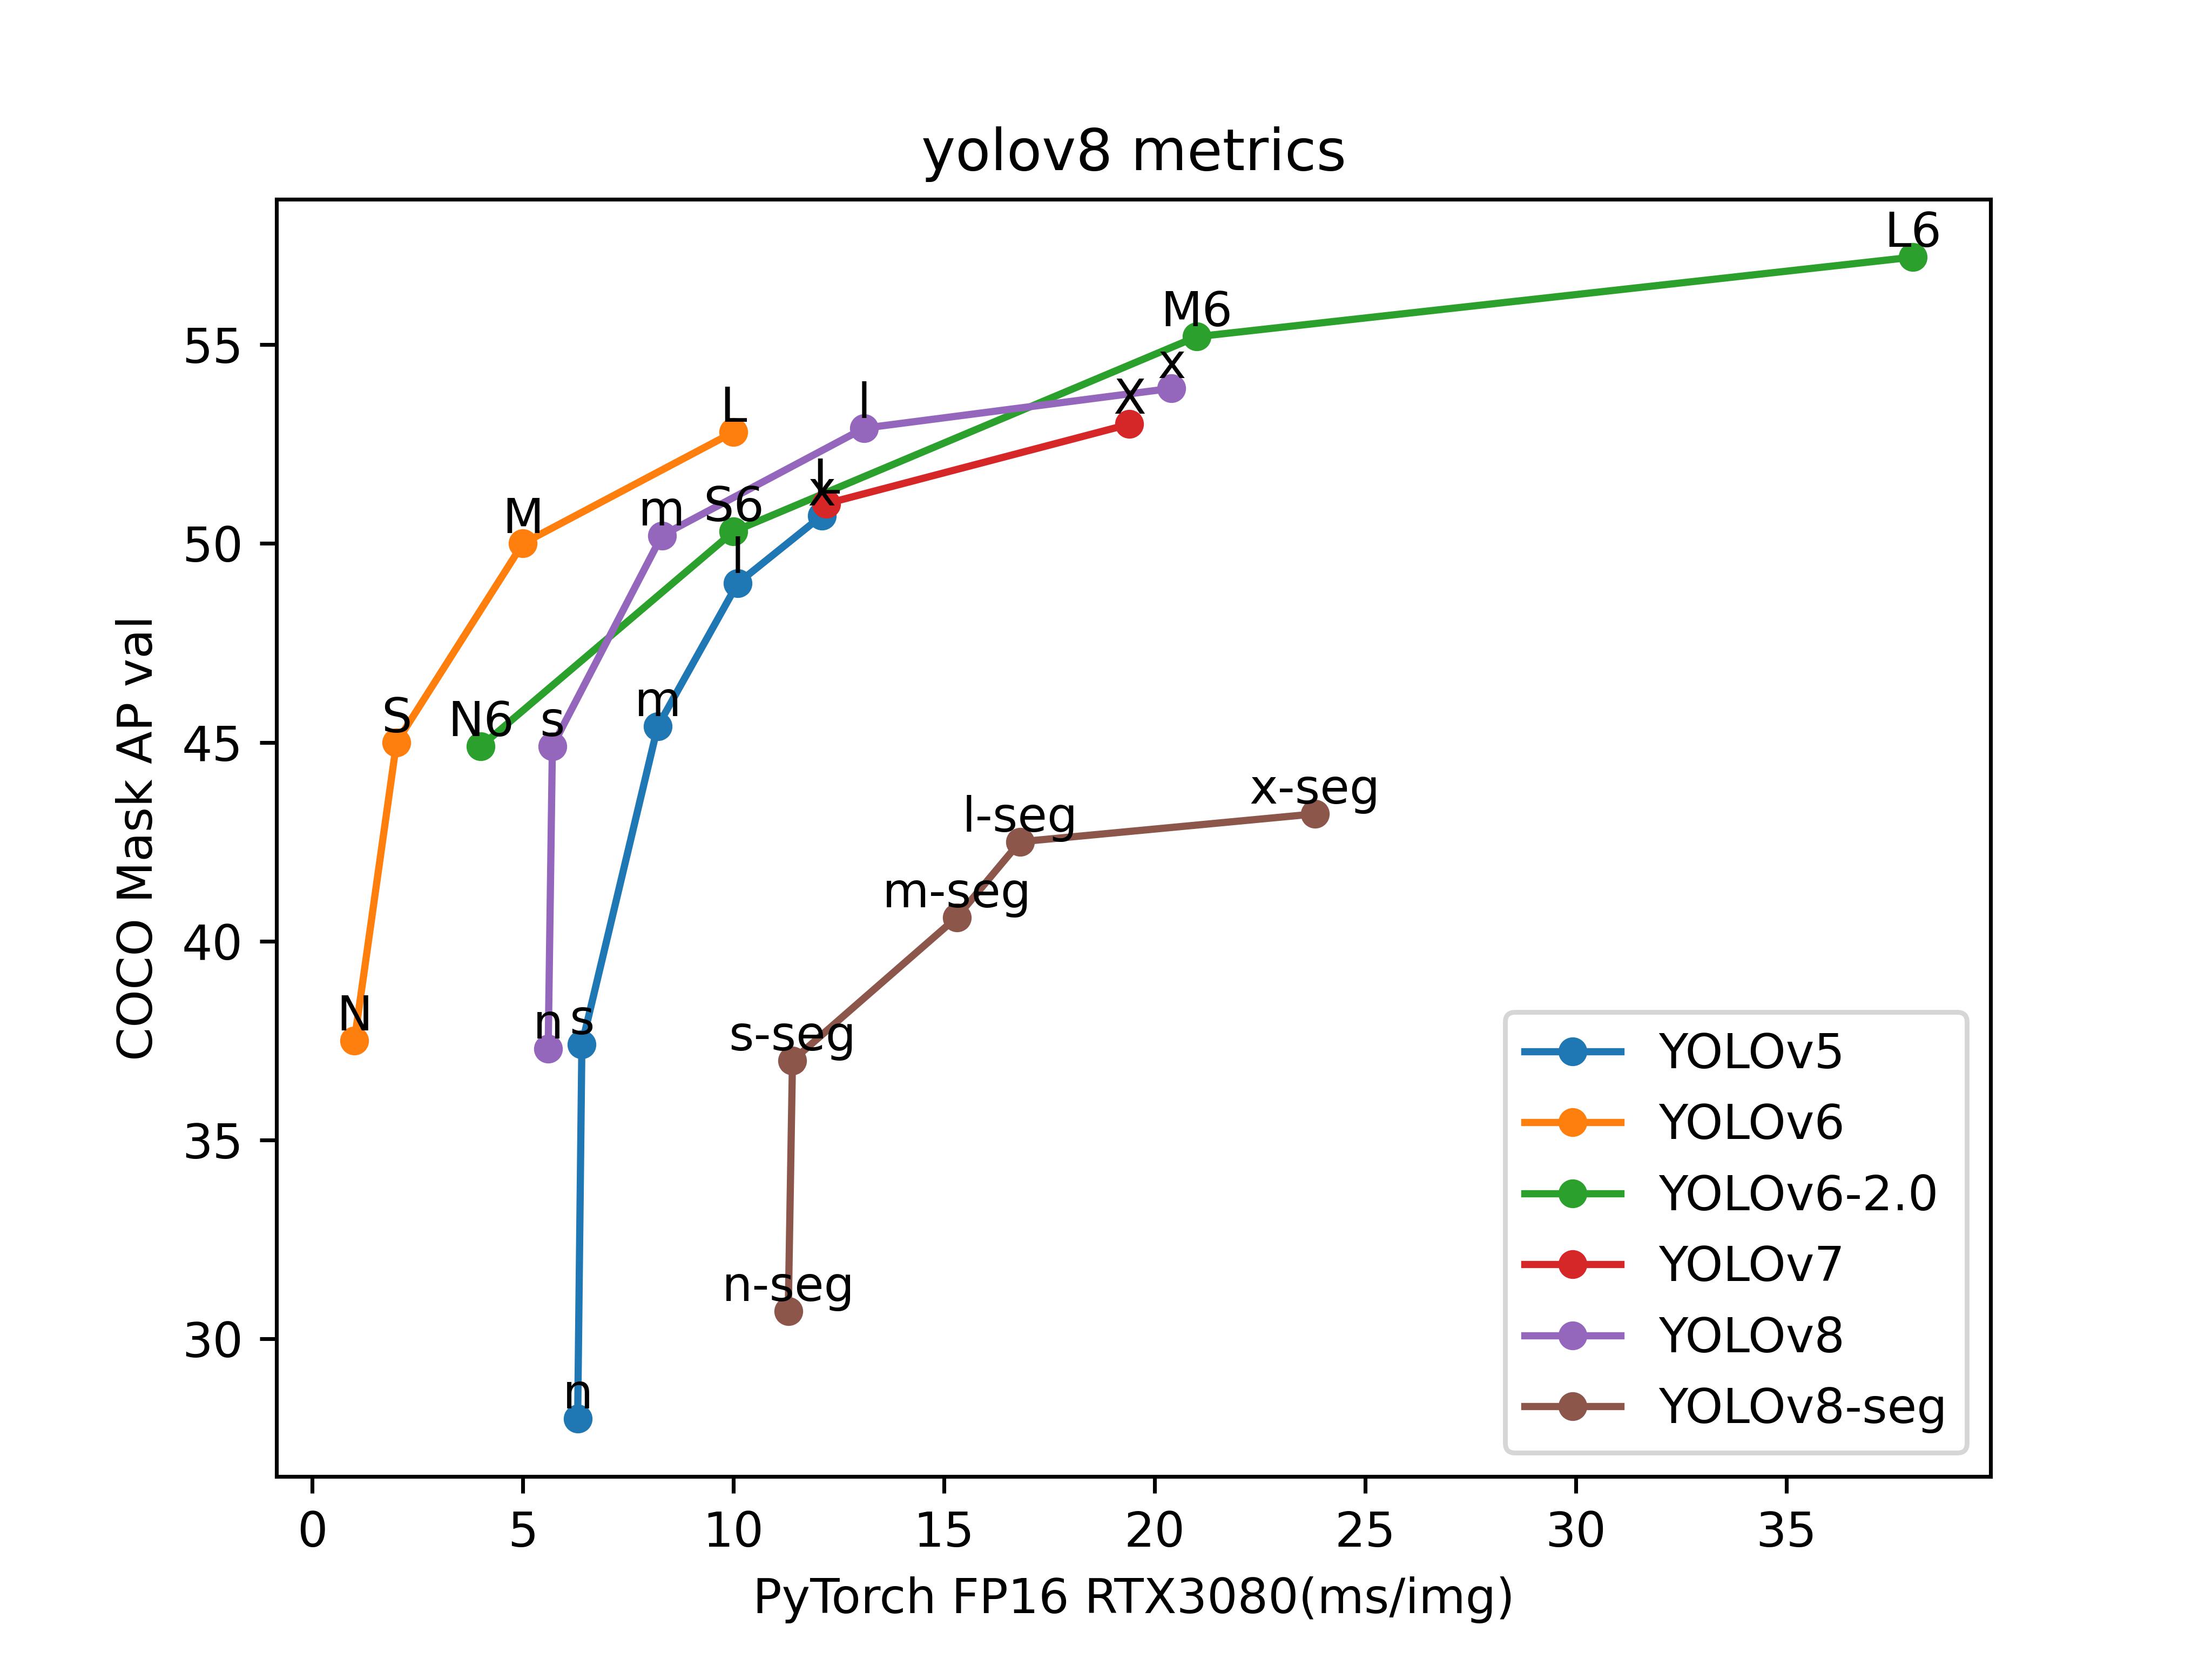 yolov8 metrics
L6
M6
x
X
L
l
L
x
M
m
S6
l
S
N6
s
m
x-seg
l-seg
m-seg
N
n
s
s-seg
n-seg
n
55
50
45
40
35
30
COCO Mask AP val
YOLOv5
YOLOv6
YOLOv6-2.0
YOLOv7
YOLOv8
YOLOv8-seg
0 5 10 15 20 25 30 35
PyTorch FP16 RTX3080(ms/img)